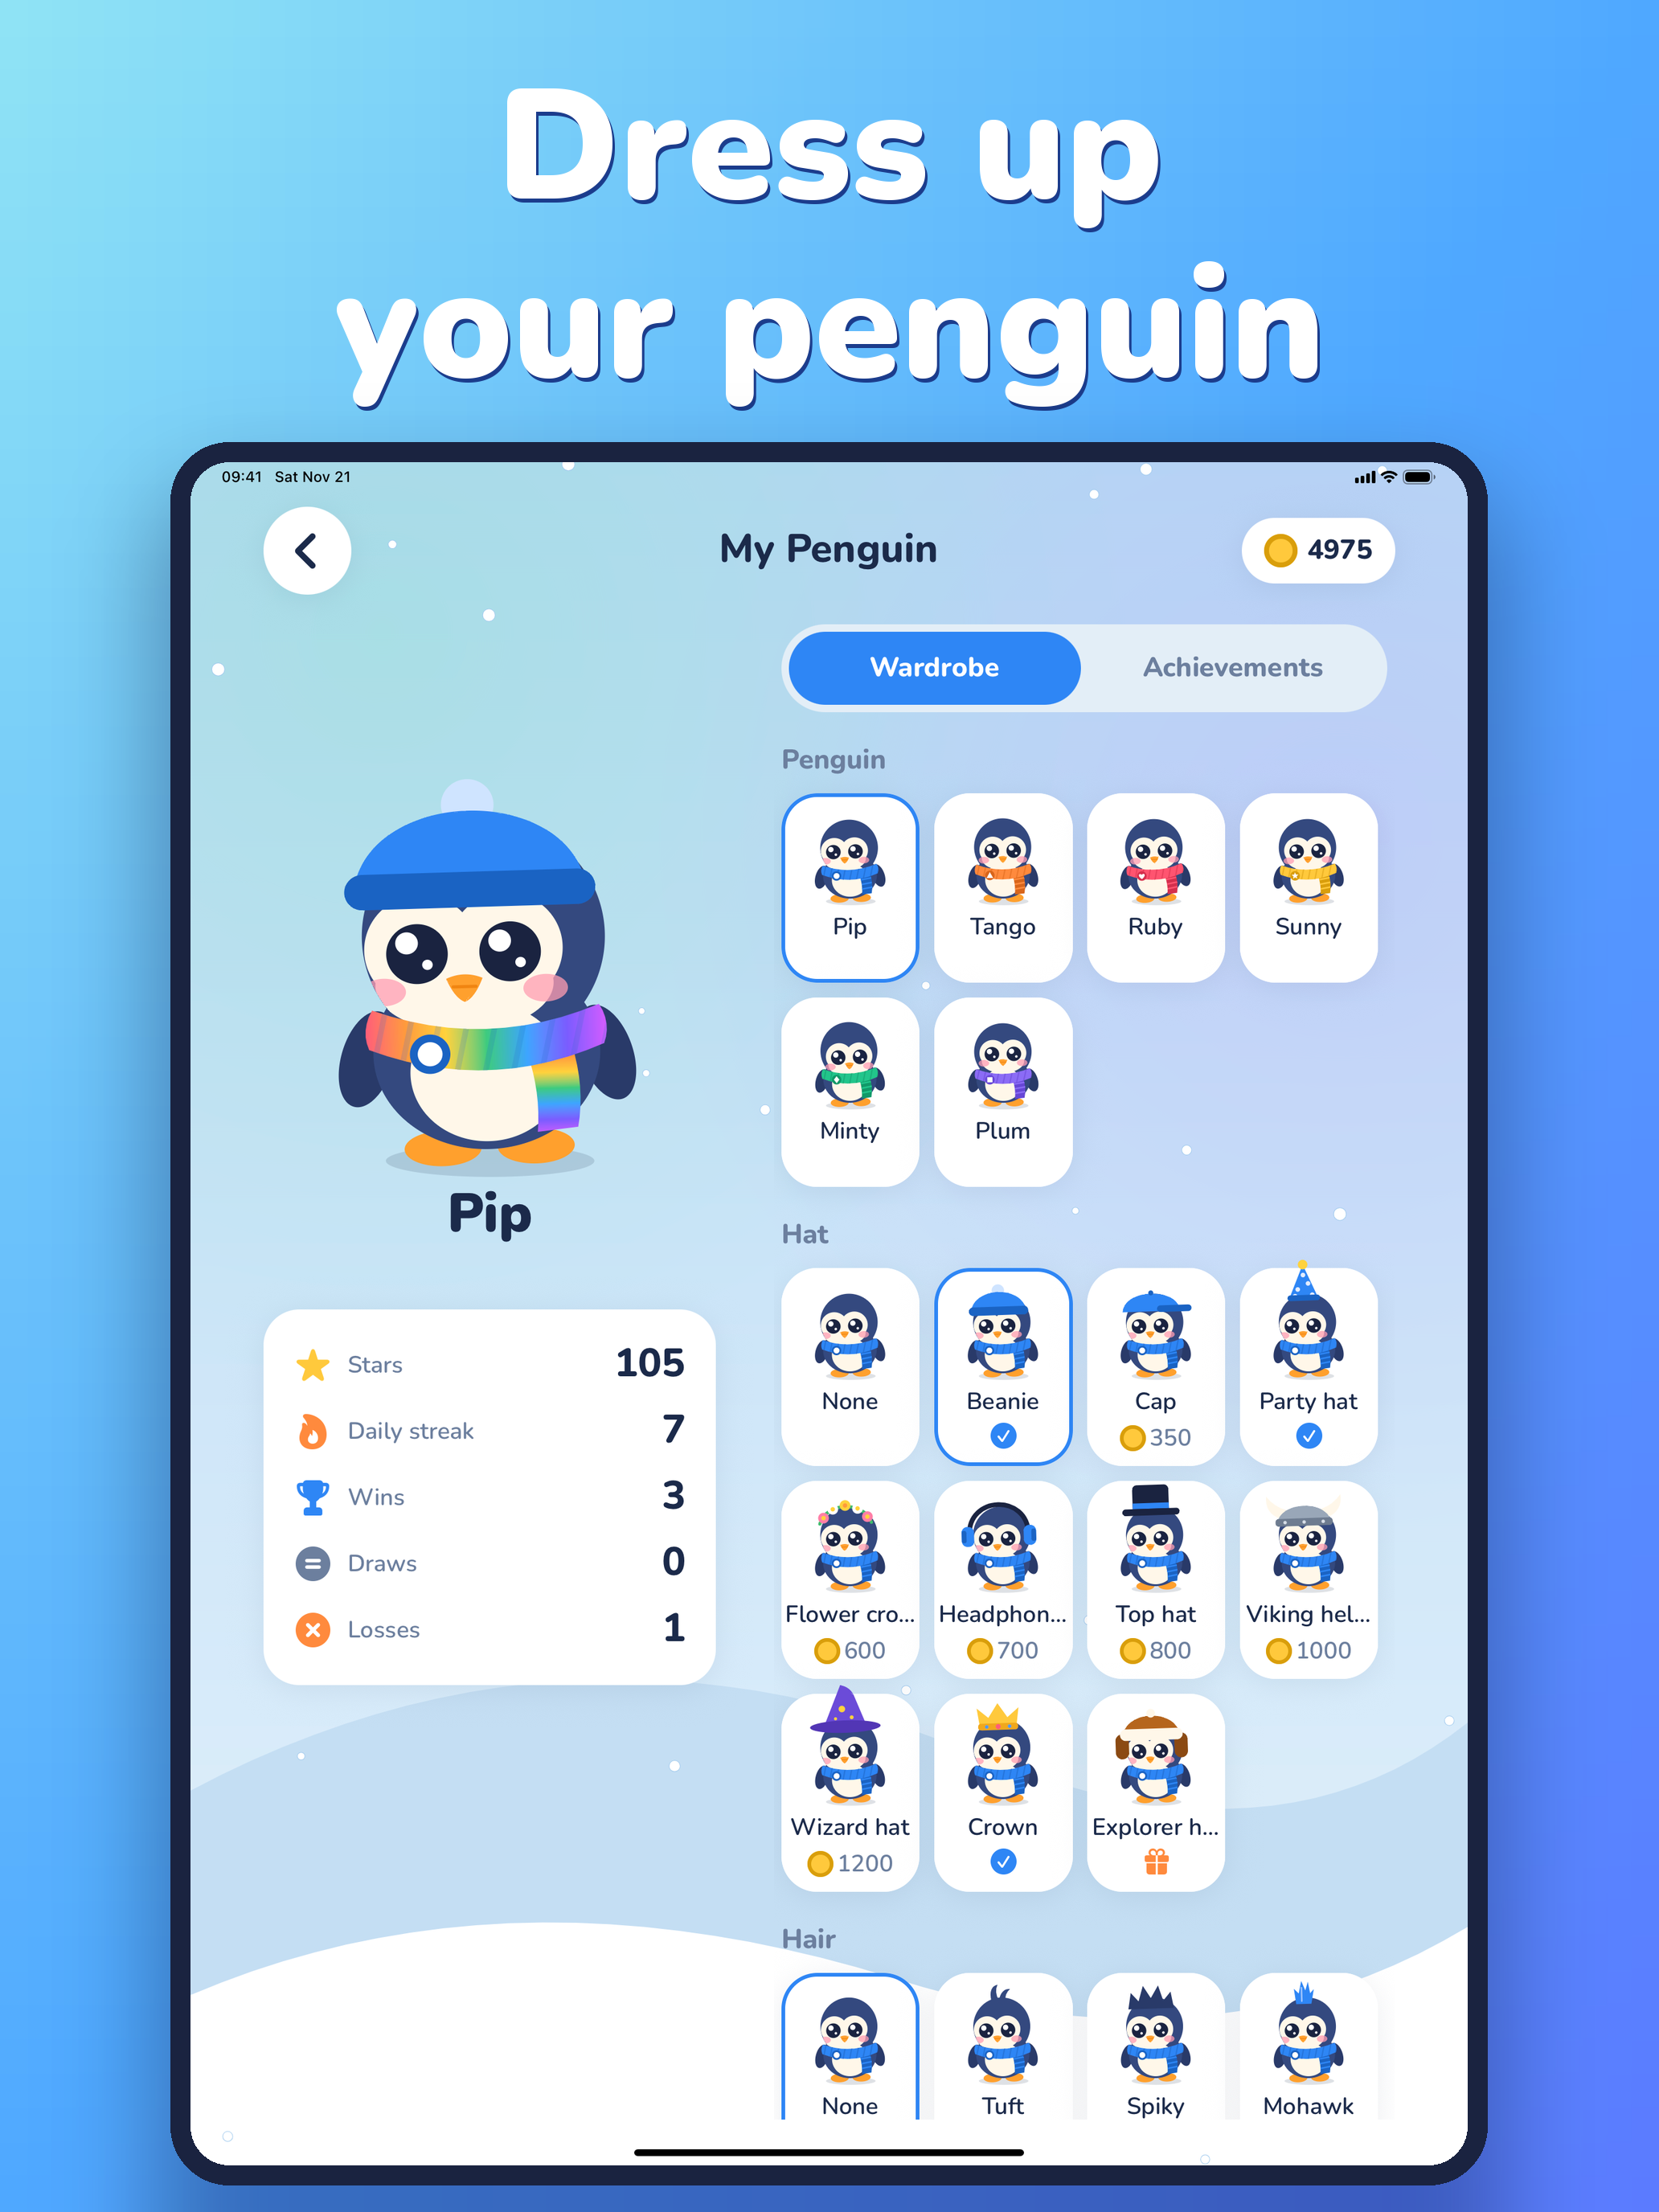 Dress up
your penguin
09:41 Sat Nov 21
My Penguin
4975
Wardrobe
Achievements
Penguin
Pip
Tango
Ruby
Sunny
Minty
Plum
Pip
Stars 105
Daily streak 7
Wins 3
Draws 0
Losses 1
Hat
None
Beanie
Cap
Party hat
350
Flower cro...
Headphon...
Top hat
Viking hel...
600
700
800
1000
Wizard hat
Crown
Explorer h...
1200
Hair
None
Tuft
Spiky
Mohawk